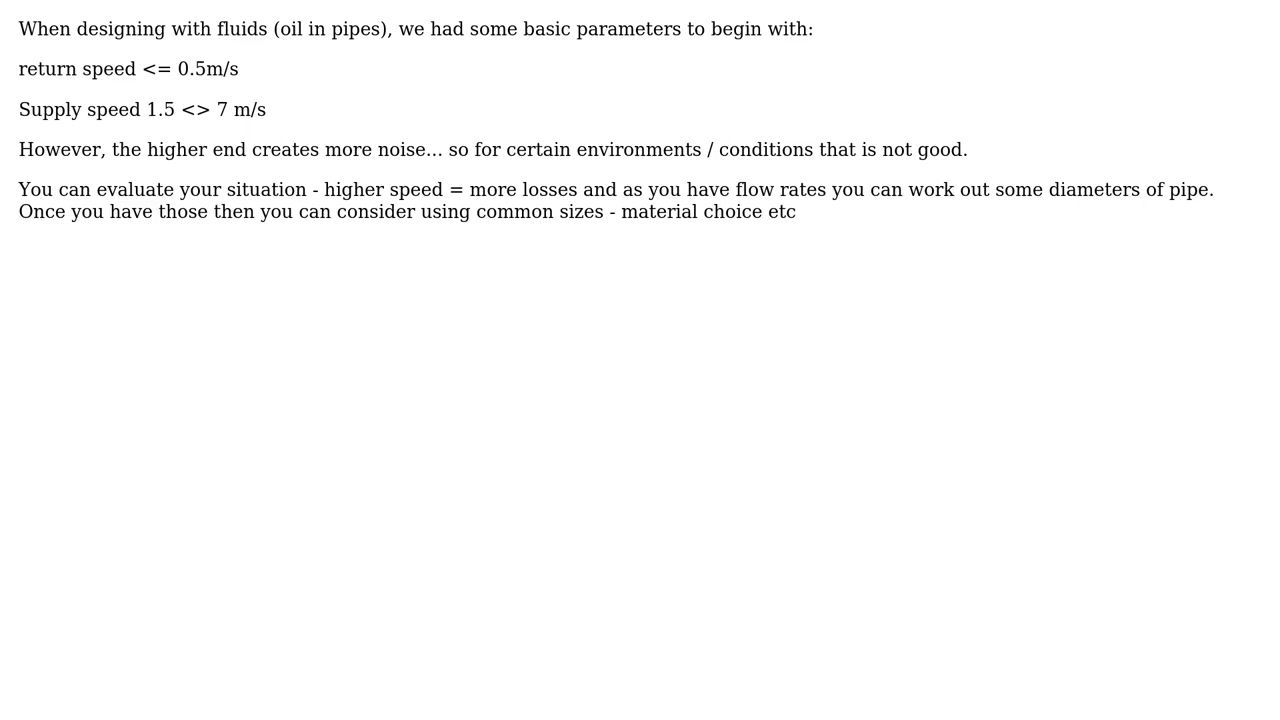 When designing with fluids (oil in pipes), we had some basic parameters to begin with:
return speed <= 0.5m/s
Supply speed 1.5 <> 7 m/s
However, the higher end creates more noise... so for certain environments / conditions that is not good.
You can evaluate your situation - higher speed = more losses and as you have flow rates you can work out some diameters of pipe.
Once you have those then you can consider using common sizes - material choice etc